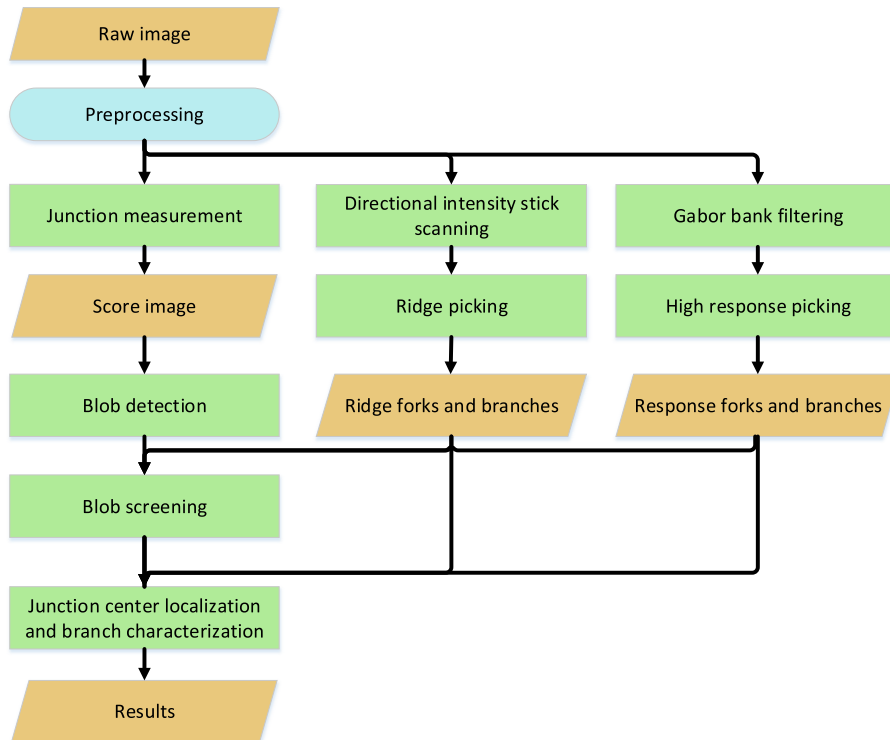 Raw image
Preprocessing
Junction measurement
Directional intensity stick
scanning
Gabor bank filtering
Score image
Ridge picking
High response picking
Blob detection
Ridge forks and branches
Response forks and branches
Blob screening
Junction center localization
and branch characterization
Results